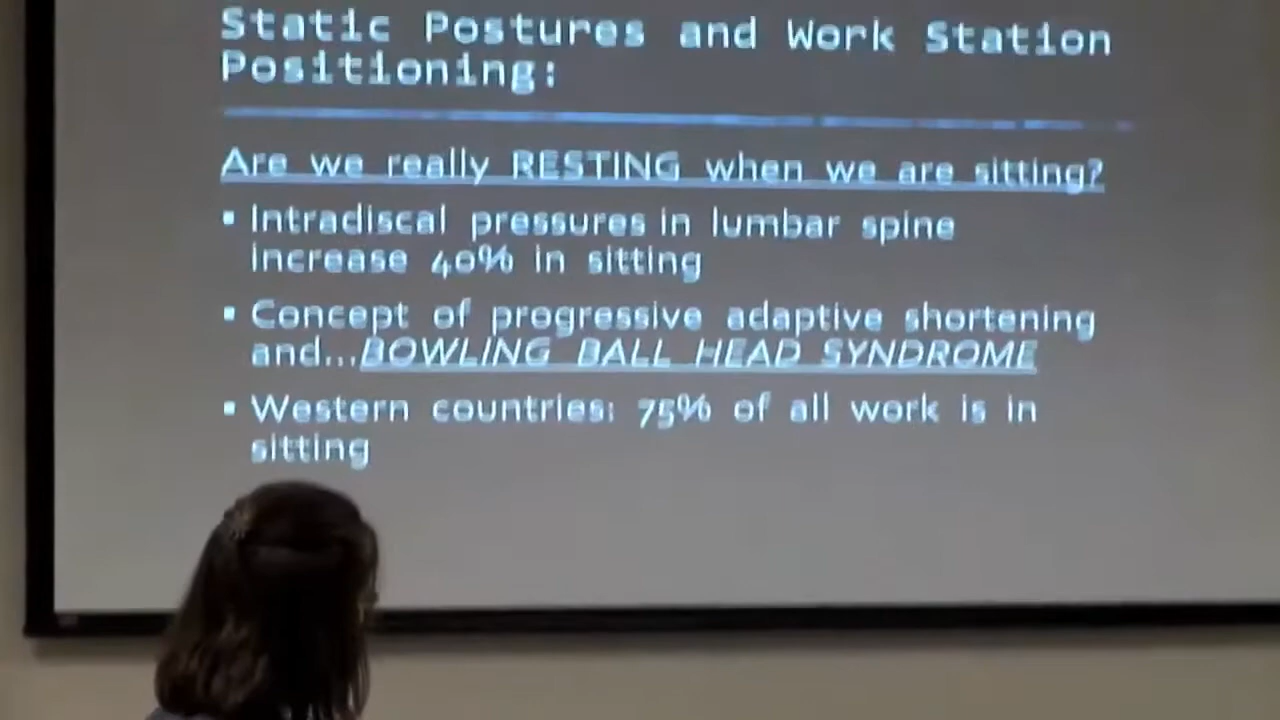 Static Postures and Work Station
Positioning:
Are we really RESTING when we are sitting?
▪ Intradiscal pressures in lumbar spine
increase 40% in sitting
▪ Concept of progressive adaptive shortening
and...BOWLING BALL HEAD SYNDROME
▪ Western countries: 75% of all work is in
sitting